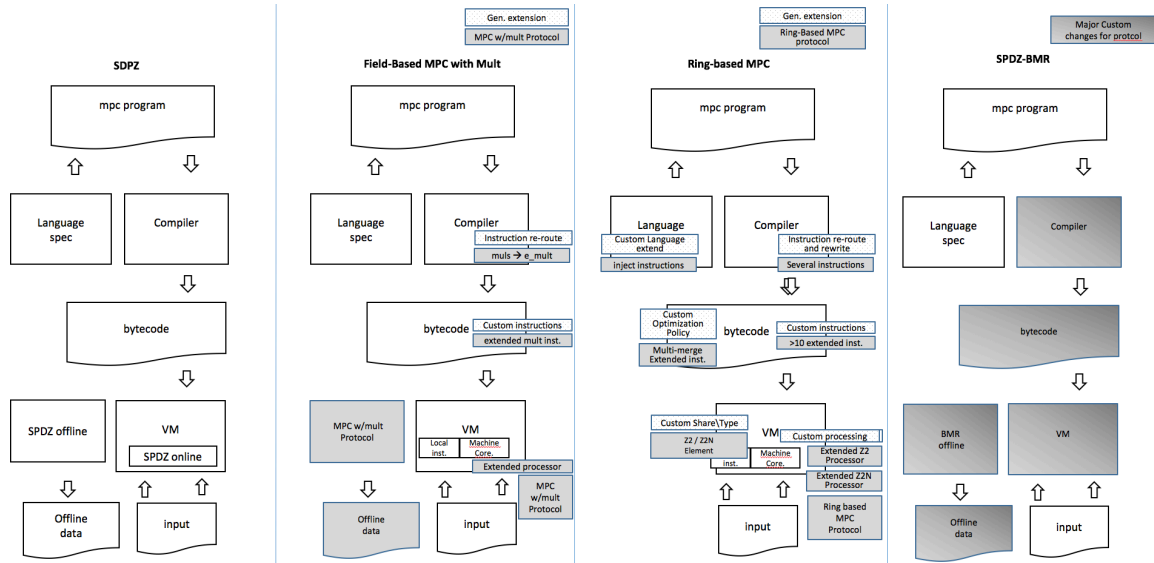 SDPZ
mpc program
Language
spec
Compiler
bytecode
SPDZ offline
VM
SPDZ online
Offline
data
input
Gen. extension
MPC w/mult Protocol
Field-Based MPC with Mult
mpc program
Language
spec
Compiler
Instruction re-route
muls → e_mult
bytecode
Custom instructions
extended mult inst.
MPC w/mult
Protocol
VM
Local
inst.
Machine
Core.
Extended processor
MPC
w/mult
Protocol
Offline
data
input
Gen. extension
Ring-Based MPC
protocol
Ring-based MPC
mpc program
Language
Custom Language
extend
inject instructions
Compiler
Instruction re-route
and rewrite
Several instructions
Custom
Optimization
Policy
Multi-merge
Extended inst.
bytecode
Custom instructions
>10 extended inst.
Custom Share\Type
Z2 / Z2N
Element
VM
Custom processing
inst.
Machine
Core.
Extended Z2
Processor
Extended Z2N
Processor
Ring based
MPC
Protocol
input
Major Custom
changes for protcol
SPDZ-BMR
mpc program
Language
spec
Compiler
bytecode
BMR
offline
VM
Offline
data
input